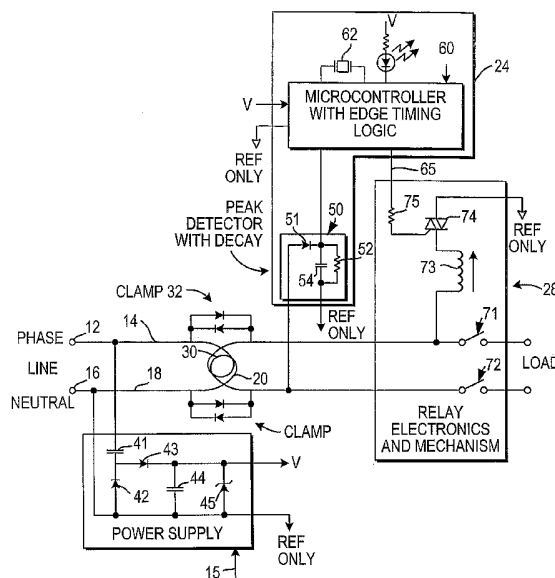 V
62
60
24
MICROCONTROLLER
WITH EDGE TIMING
LOGIC
V
REF
ONLY
65
PEAK
DETECTOR
WITH DECAY
50
51
52
54
REF
ONLY
75
74
REF
ONLY
73
28
71
72
LOAD
RELAY
ELECTRONICS
AND MECHANISM
CLAMP 32
PHASE
12
14
30
20
LINE
16
18
NEUTRAL
CLAMP
41
43
42
44
45
V
POWER SUPPLY
REF
ONLY
15